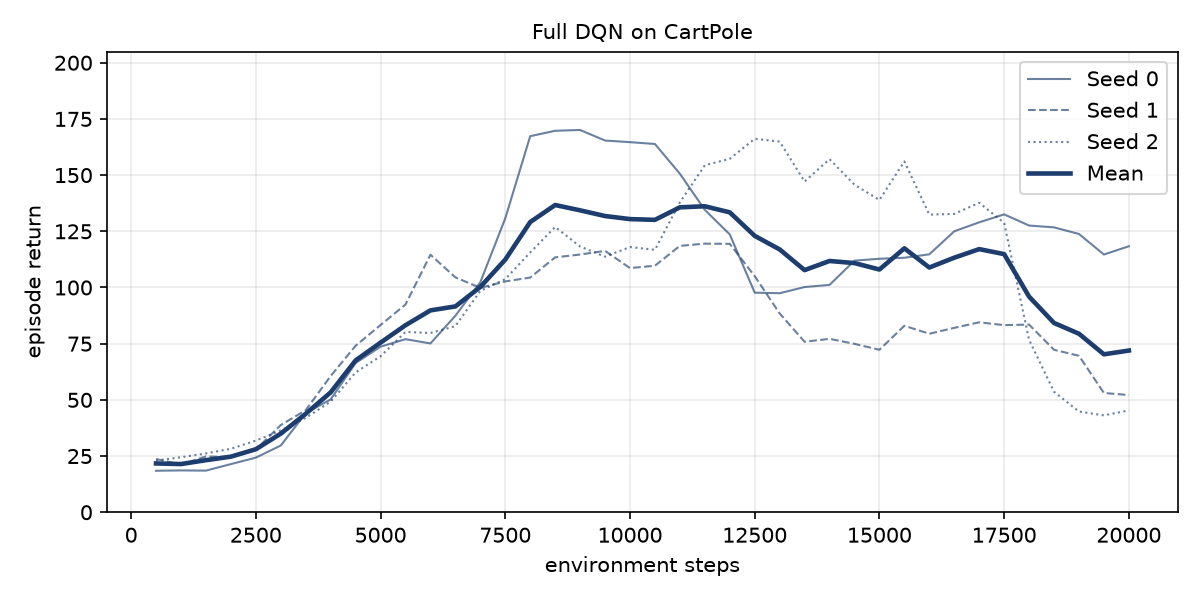 Full DQN on CartPole
episode return
200
175
150
125
100
75
50
25
0
Seed 0
Seed 1
Seed 2
Mean
0 2500 5000 7500 10000 12500 15000 17500 20000
environment steps